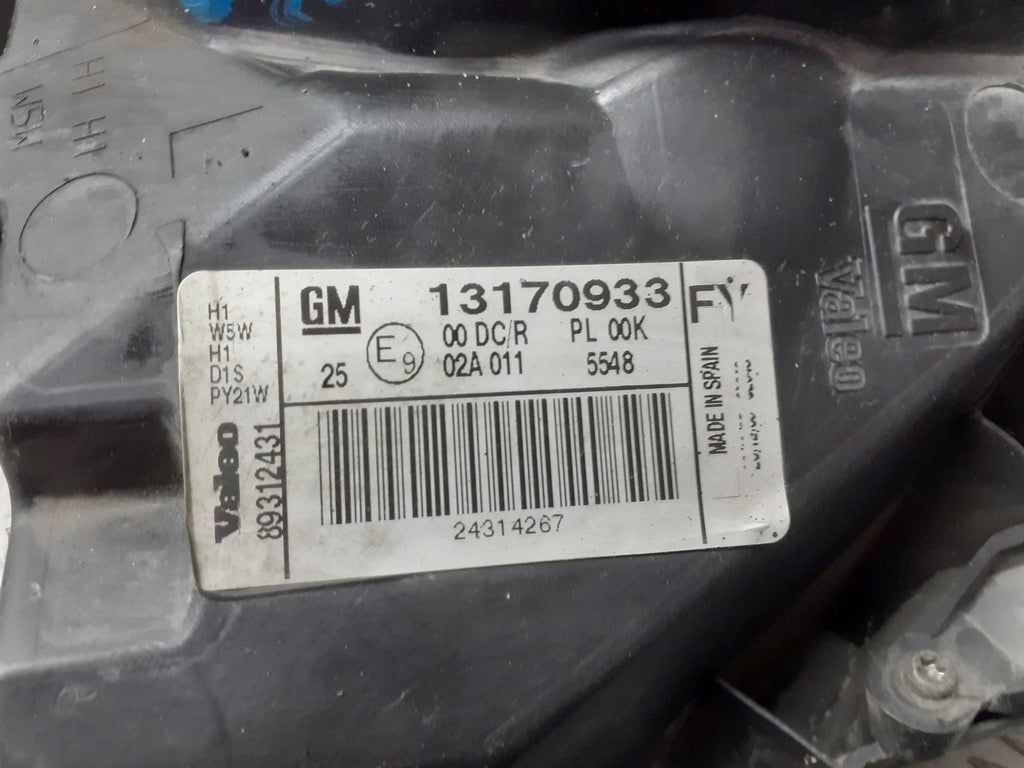 H1 H1
W5W
GM
Valeo
H1
W5W
H1
D1S
PY21W
Valeo
89312431
GM 13170933
25 E9 00 DC/R PL 00K
02A 011 5548
24314267
FY
MADE IN SPAIN